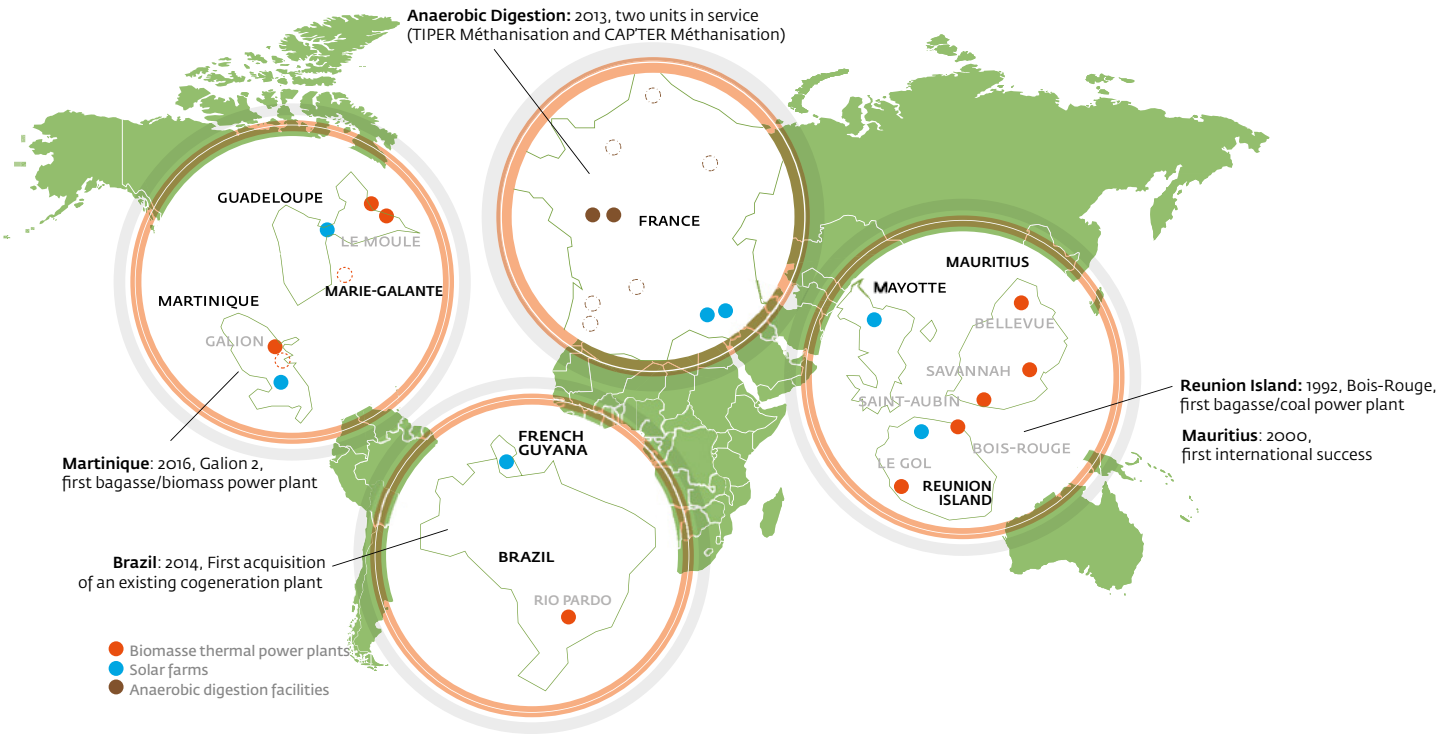 Anaerobic Digestion: 2013, two units in service
(TIPER Méthanisation and CAP'TER Méthanisation)
GUADELOUPE
LE MOULE
MARIE-GALANTE
MARTINIQUE
GALION
FRANCE
MAURITIUS
MAYOTTE
BELLEVUE
SAVANNAH
SAINT-AUBIN
BOIS-ROUGE
LE GOL
REUNION
ISLAND
Reunion Island: 1992, Bois-Rouge,
first bagasse/coal power plant
Mauritius: 2000,
first international success
Martinique: 2016, Galion 2,
first bagasse/biomass power plant
FRENCH
GUYANA
BRAZIL
RIO PARDO
Brazil: 2014, First acquisition
of an existing cogeneration plant
Biomasse thermal power plants
Solar farms
Anaerobic digestion facilities